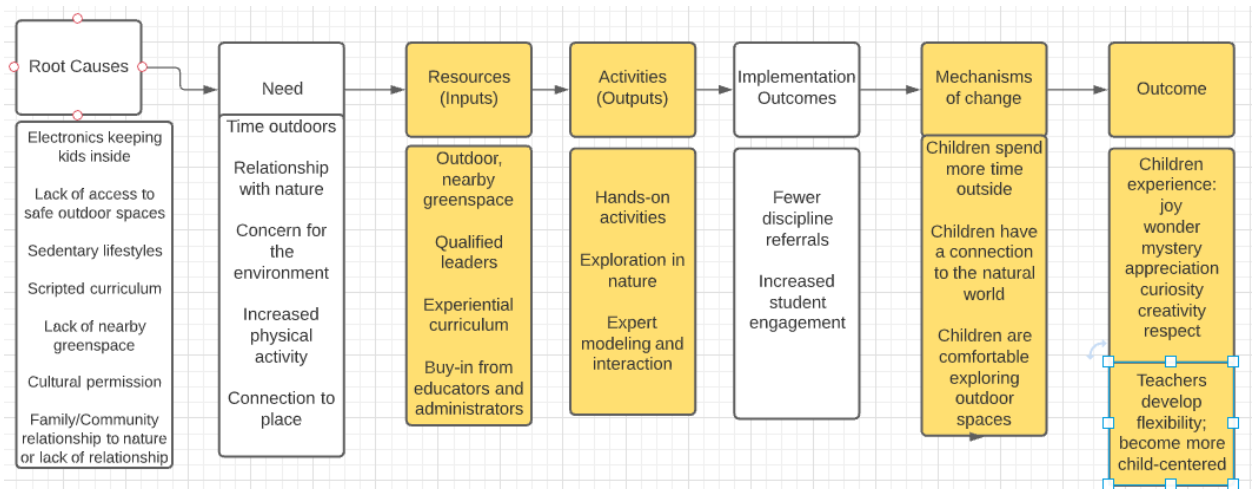 Root Causes
Electronics keeping
kids inside
Lack of access to
safe outdoor spaces
Sedentary lifestyles
Scripted curriculum
Lack of nearby
greenspace
Cultural permission
Family/Community
relationship to nature
or lack of relationship
Need
Time outdoors
Relationship
with nature
Concern for
the
environment
Increased
physical
activity
Connection to
place
Resources
(Inputs)
Outdoor,
nearby
greenspace
Qualified
leaders
Experiential
curriculum
Buy-in from
educators and
administrators
Activities
(Outputs)
Hands-on
activities
Exploration in
nature
Expert
modeling and
interaction
Implementation
Outcomes
Fewer
discipline
referrals
Increased
student
engagement
Mechanisms
of change
Children spend
more time
outside
Children have
a connection
to the natural
world
Children are
comfortable
exploring
outdoor
spaces
Outcome
Children
experience:
joy
wonder
mystery
appreciation
curiosity
creativity
respect
Teachers
develop
flexibility;
become more
child-centered